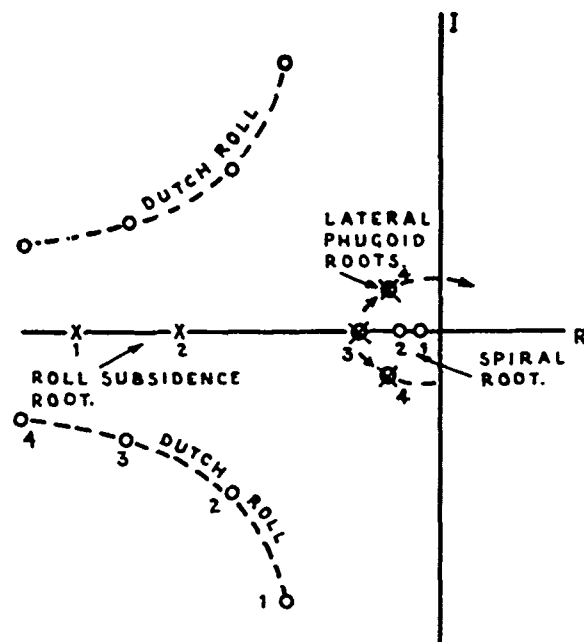 I
DUTCH ROLL
LATERAL
PHUGOID
ROOTS.
4
R
1
2
3
2
1
ROLL SUBSIDENCE
ROOT.
SPIRAL
ROOT.
4
4
3
DUTCH ROLL
2
1